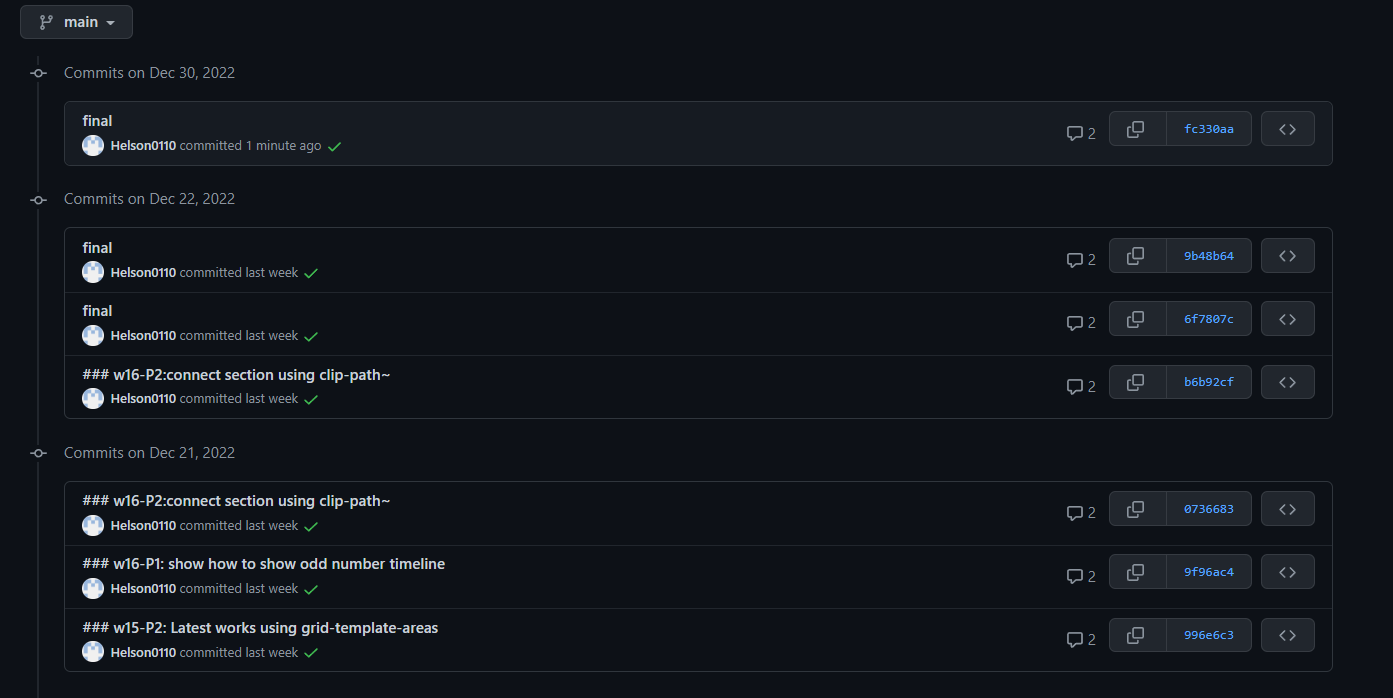 main
Commits on Dec 30, 2022
final
Helson0110 committed 1 minute ago
2
fc330aa
Commits on Dec 22, 2022
final
Helson0110 committed last week
2
9b48b64
final
Helson0110 committed last week
2
6f7807c
### w16-P2:connect section using clip-path~
Helson0110 committed last week
2
b6b92cf
Commits on Dec 21, 2022
### w16-P2:connect section using clip-path~
Helson0110 committed last week
2
0736683
### w16-P1: show how to show odd number timeline
Helson0110 committed last week
2
9f96ac4
### w15-P2: Latest works using grid-template-areas
Helson0110 committed last week
2
996e6c3